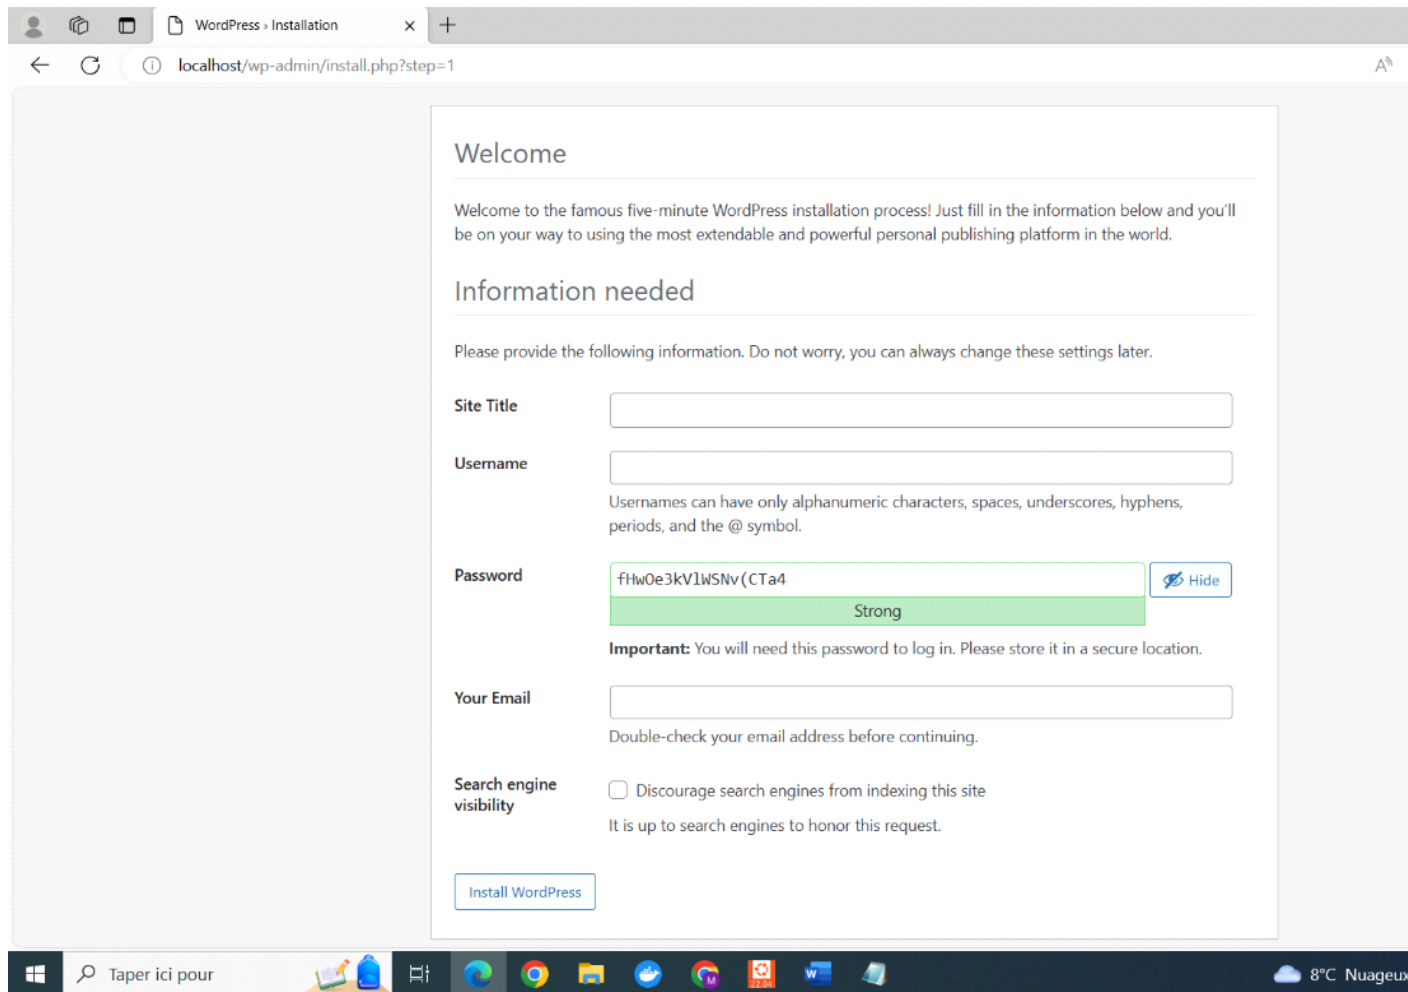 WordPress › Installation
localhost/wp-admin/install.php?step=1
Welcome
Welcome to the famous five-minute WordPress installation process! Just fill in the information below and you'll
be on your way to using the most extendable and powerful personal publishing platform in the world.
Information needed
Please provide the following information. Do not worry, you can always change these settings later.
Site Title
Username
Usernames can have only alphanumeric characters, spaces, underscores, hyphens,
periods, and the @ symbol.
Password
fHwOe3kVlWSNv(CTa4
Hide
Strong
Important: You will need this password to log in. Please store it in a secure location.
Your Email
Double-check your email address before continuing.
Search engine
visibility
Discourage search engines from indexing this site
It is up to search engines to honor this request.
Install WordPress
Taper ici pour
M
22.04
W
8°C Nuageux